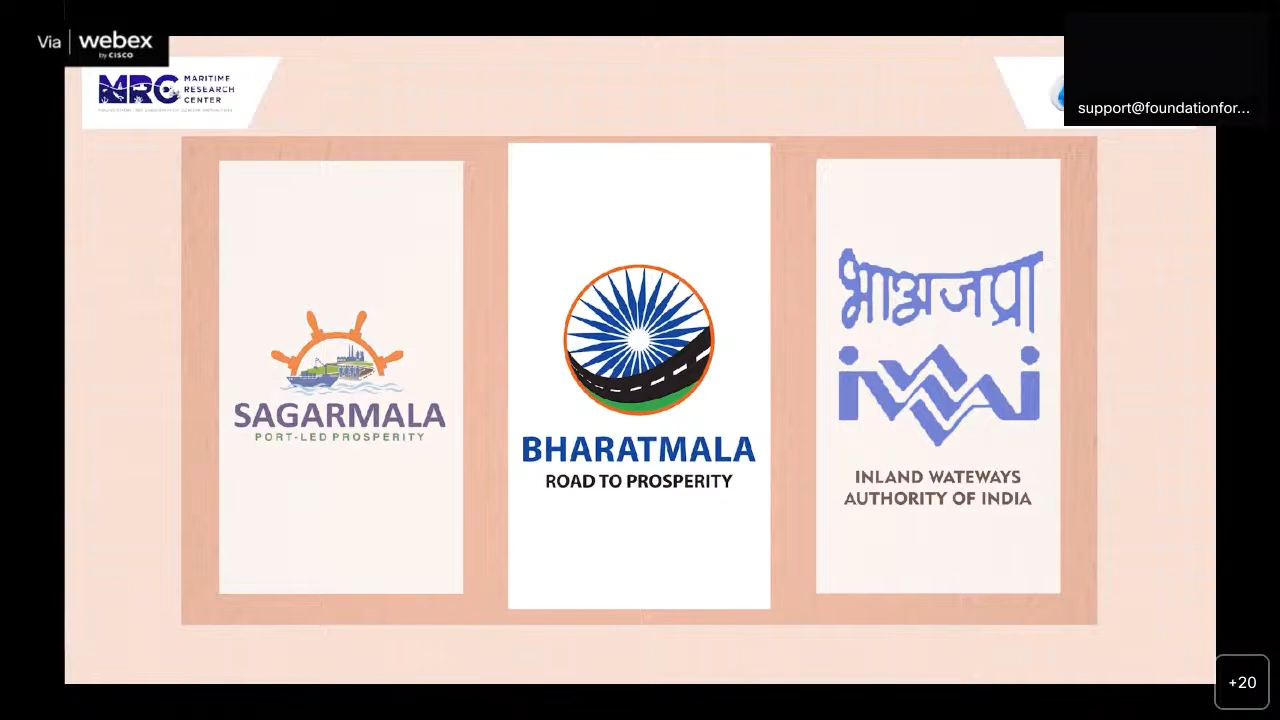 Via webex
by CISCO
MRC MARITIME
RESEARCH
CENTER
support@foundationfor...
SAGARMALA
PORT-LED PROSPERITY
BHARATMALA
ROAD TO PROSPERITY
भाअजप्रा
iwai
INLAND WATEWAYS
AUTHORITY OF INDIA
+20